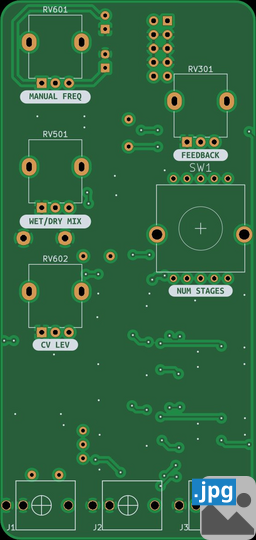 RV601
MANUAL FREQ
RV301
FEEDBACK
RV501
SW1
WET/DRY MIX
RV602
NUM STAGES
CV LEV
.jpg
J1
J2
J3